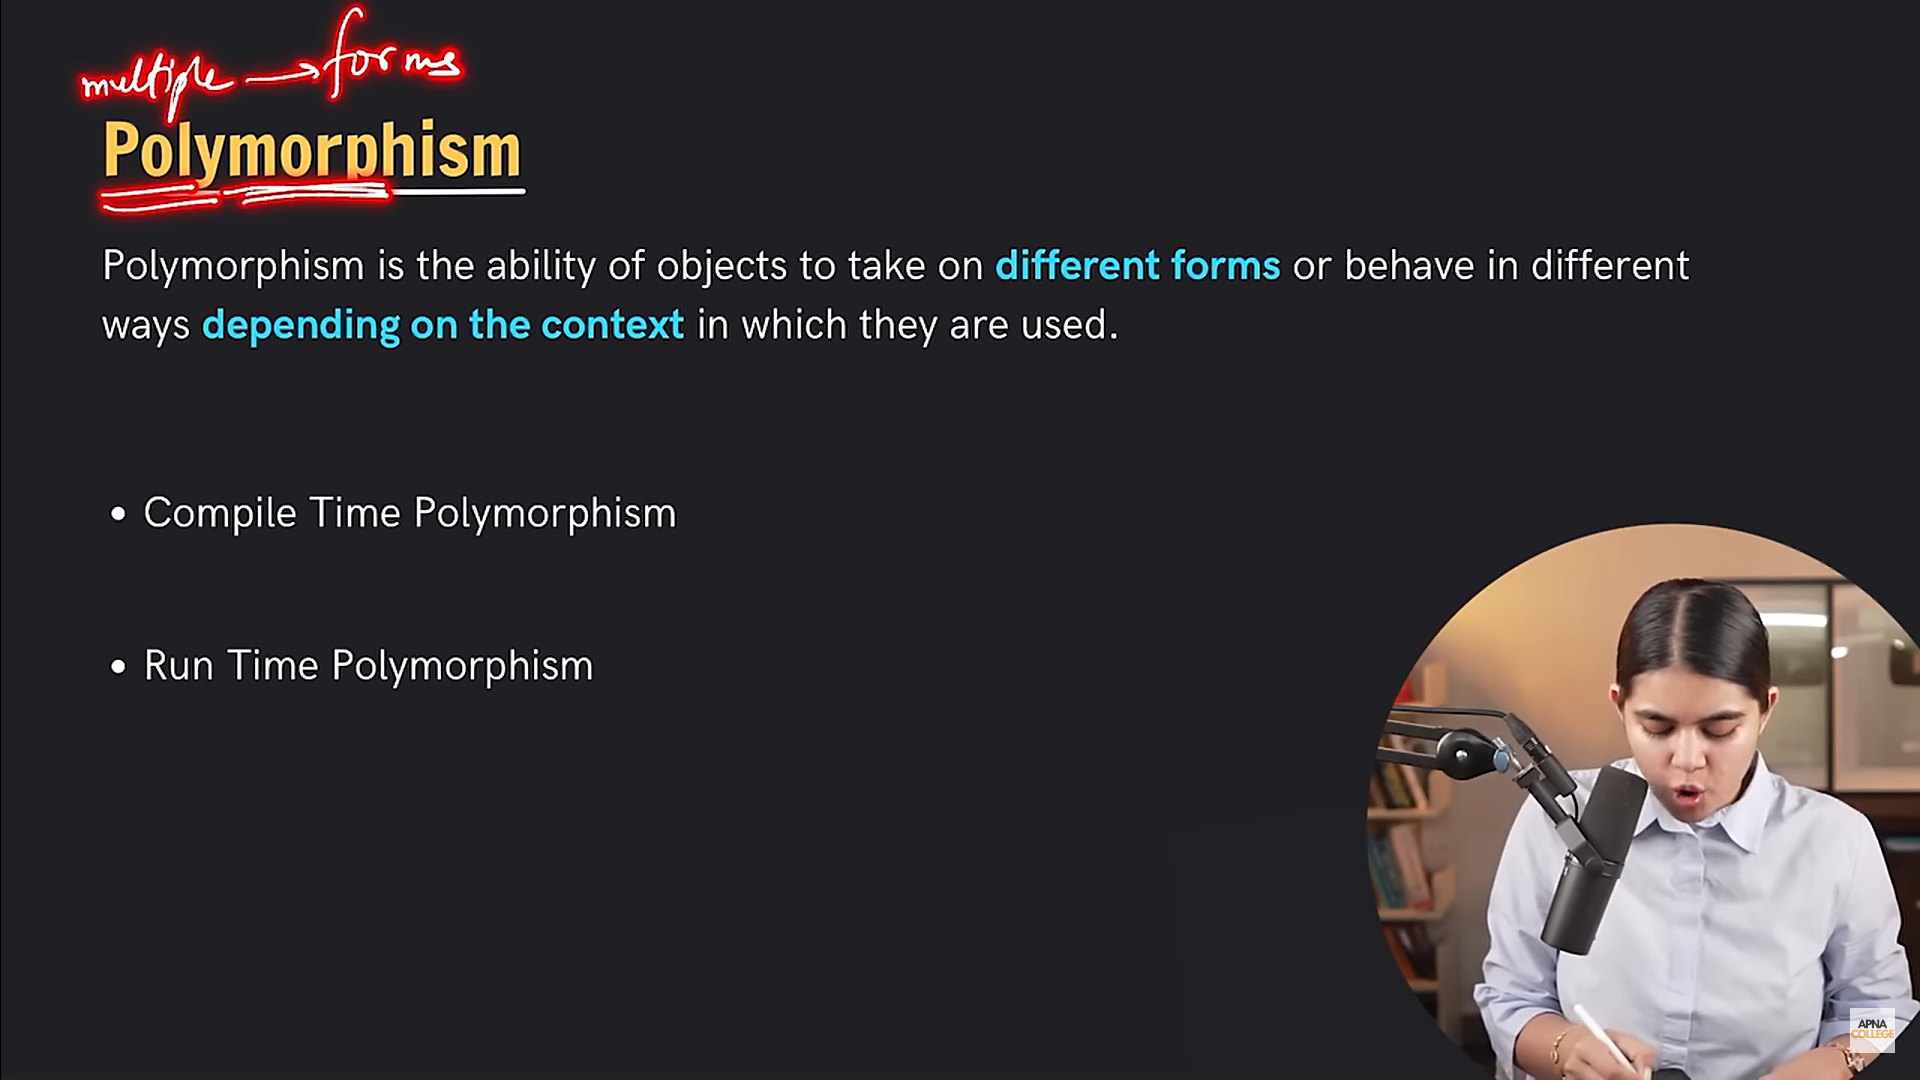 multiple → forms
Polymorphism
Polymorphism is the ability of objects to take on different forms or behave in different
ways depending on the context in which they are used.
• Compile Time Polymorphism
• Run Time Polymorphism
APNA
COLLEGE